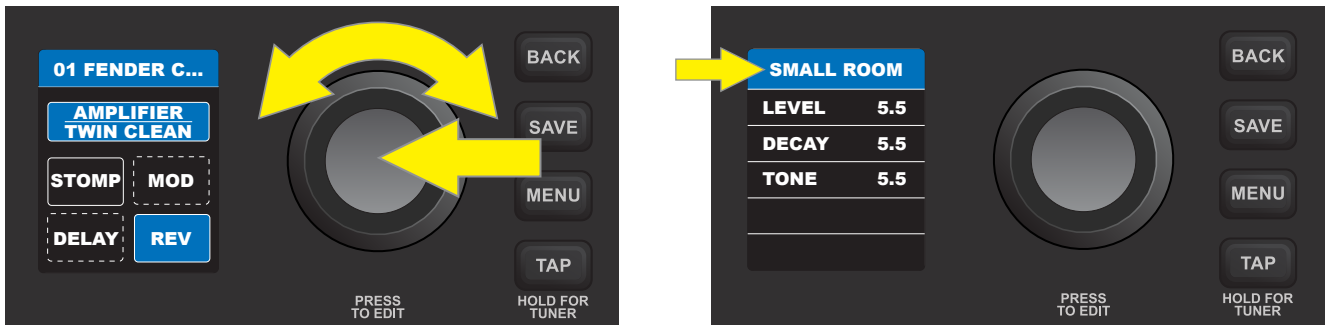 01 FENDER C...
AMPLIFIER
TWIN CLEAN
STOMP MOD
DELAY REV
BACK
SAVE
MENU
TAP
PRESS
TO EDIT
HOLD FOR
TUNER
SMALL ROOM
LEVEL 5.5
DECAY 5.5
TONE 5.5
BACK
SAVE
MENU
TAP
PRESS
TO EDIT
HOLD FOR
TUNER